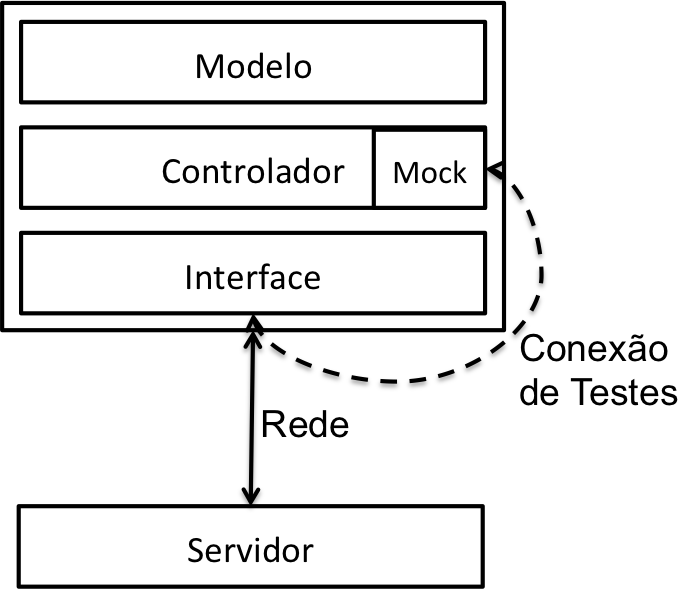 Modelo
Controlador
Mock
Interface
Conexão
de Testes
Rede
Servidor